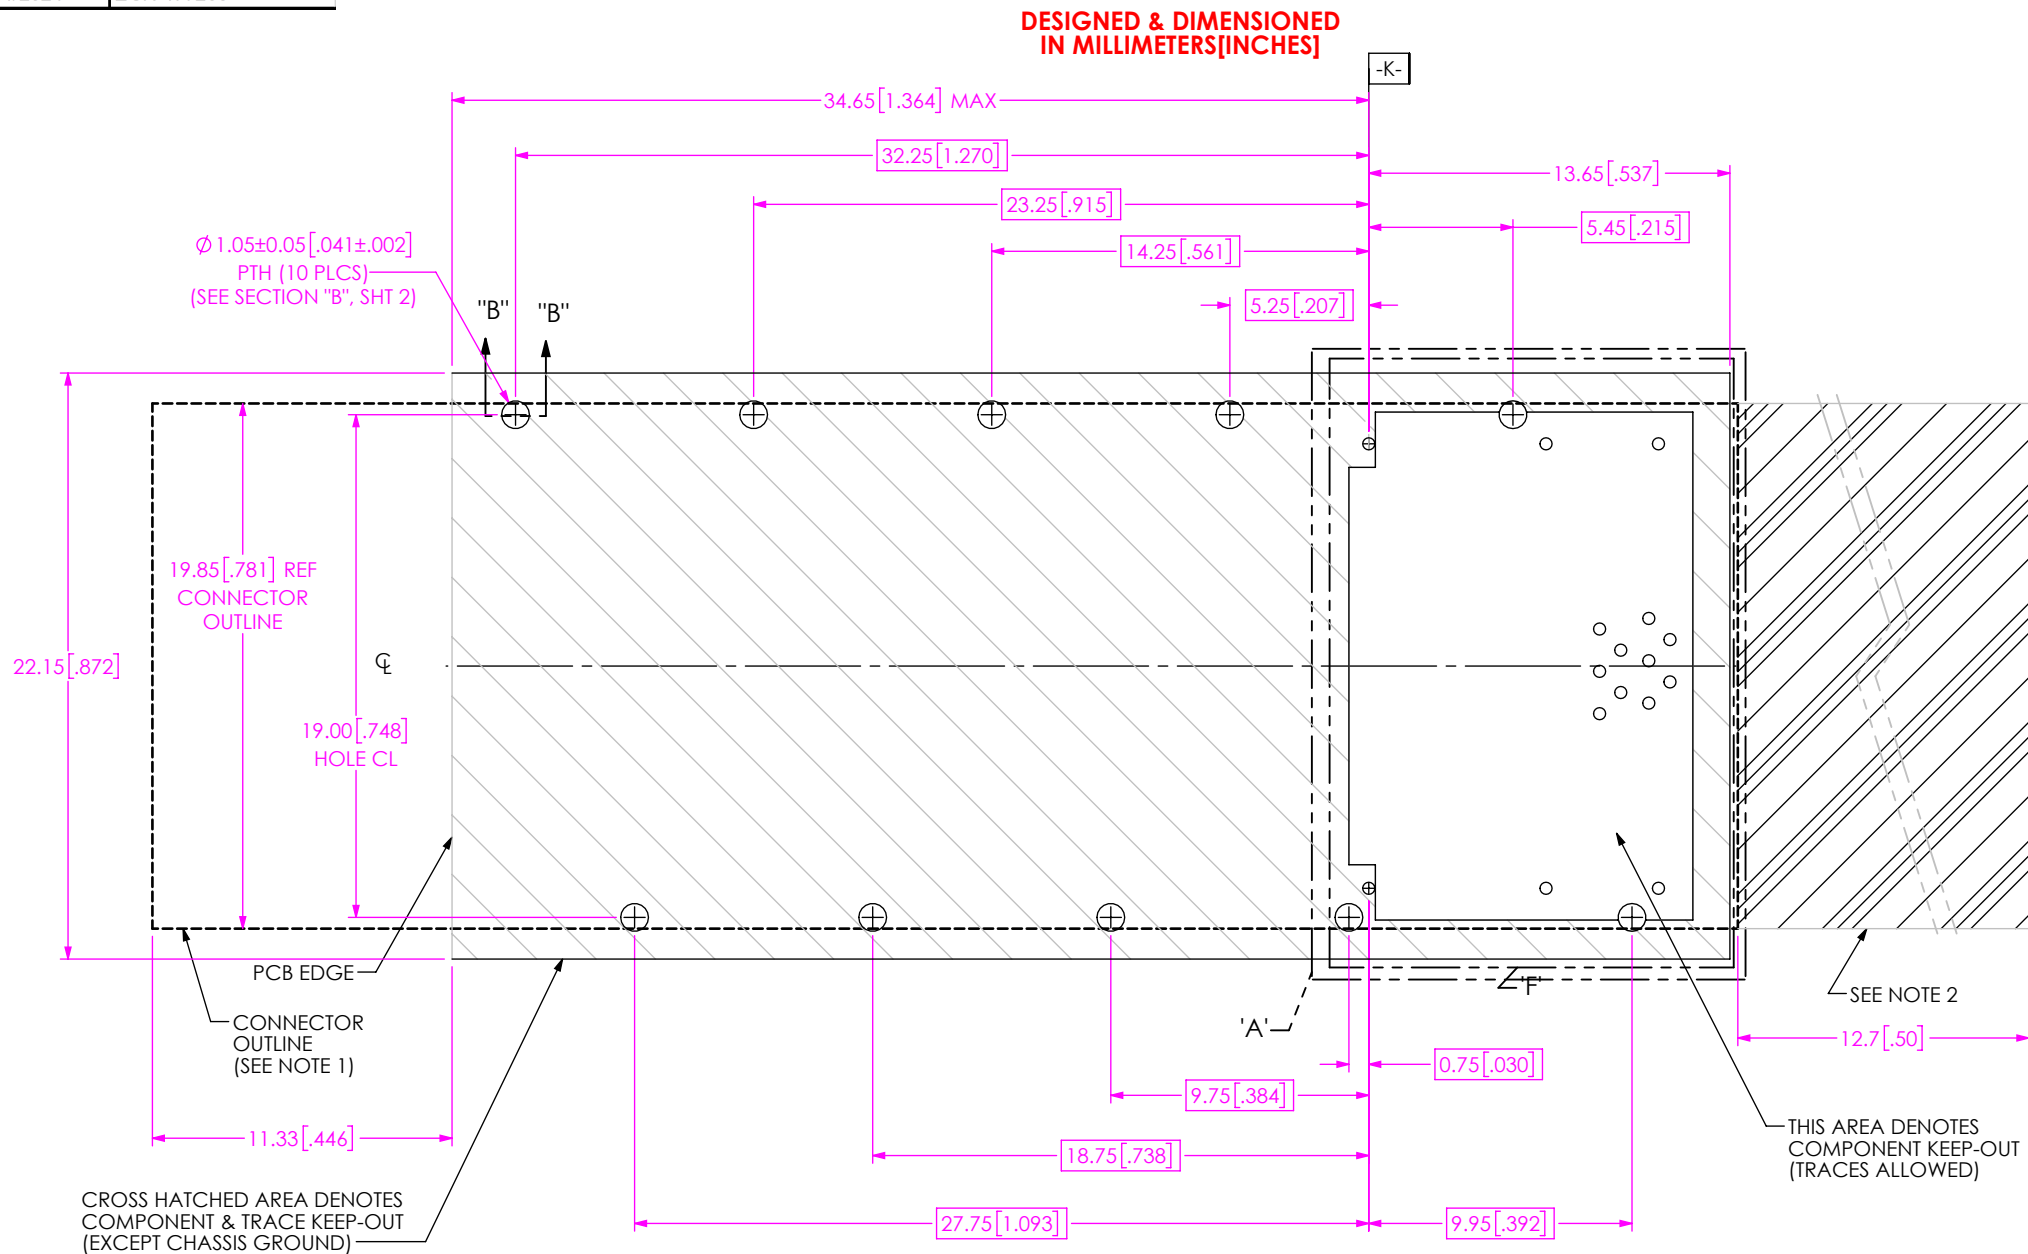 DESIGNED & DIMENSIONED
IN MILLIMETERS[INCHES]
-K-
34.65[1.364] MAX
32.25[1.270]
13.65[.537]
23.25[.915]
5.45[.215]
Ø1.05±0.05[.041±.002]
PTH (10 PLCS)
(SEE SECTION "B", SHT 2)
14.25[.561]
"B"
"B"
5.25[.207]
19.85[.781] REF
CONNECTOR
OUTLINE
22.15[.872]
℄
19.00[.748]
HOLE CL
PCB EDGE
'F'
SEE NOTE 2
CONNECTOR
OUTLINE
(SEE NOTE 1)
'A'
12.7[.50]
0.75[.030]
9.75[.384]
11.33[.446]
THIS AREA DENOTES
COMPONENT KEEP-OUT
(TRACES ALLOWED)
18.75[.738]
CROSS HATCHED AREA DENOTES
COMPONENT & TRACE KEEP-OUT
(EXCEPT CHASSIS GROUND)
27.75[1.093]
9.95[.392]